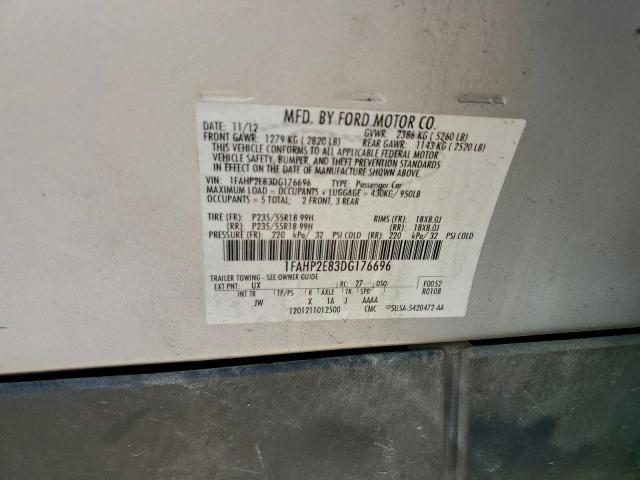 MFD. BY FORD MOTOR CO.
DATE: 11/12 GVWR: 2386 KG ( 5260 LB)
FRONT GAWR: 1279 KG ( 2820 LB) REAR GAWR: 1143 KG ( 2520 LB)
THIS VEHICLE CONFORMS TO ALL APPLICABLE FEDERAL MOTOR
VEHICLE SAFETY, BUMPER, AND THEFT PREVENTION STANDARDS
IN EFFECT ON THE DATE OF MANUFACTURE SHOWN ABOVE.
VIN: 1FAHP2E83DG176696 TYPE: Passenger Car
MAXIMUM LOAD = OCCUPANTS + LUGGAGE = 430KG/ 950LB
OCCUPANTS = 5 TOTAL: 2 FRONT, 3 REAR
TIRE (FR): P235/55R18 99H RIMS (FR): 18X8.0J
(RR): P235/55R18 99H (RR): 18X8.0J
PRESSURE (FR): 220 kPa/ 32 PSI COLD (RR): 220 kPa/ 32 PSI COLD
1FAHP2E83DG176696
TRAILER TOWING - SEE OWNER GUIDE
EXT PNT: UX RC: 27 DSO: F0052
INT TR TP/PS R AXLE TR SPR R0108
JW X 1A J AAAA
1201211012500 CMC 5U5A-5420472-AA